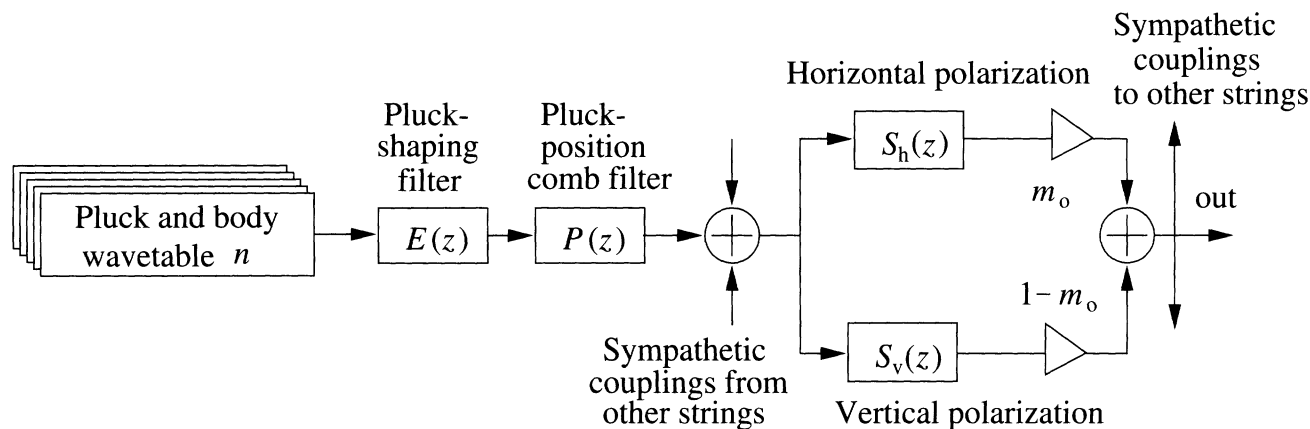 Sympathetic
couplings
to other strings
Horizontal polarization
Pluck-
shaping
filter
Pluck-
position
comb filter
S_h(z)
m_o
out
Pluck and body
wavetable n
E(z)
P(z)
1 − m_o
Sympathetic
couplings from
other strings
S_v(z)
Vertical polarization